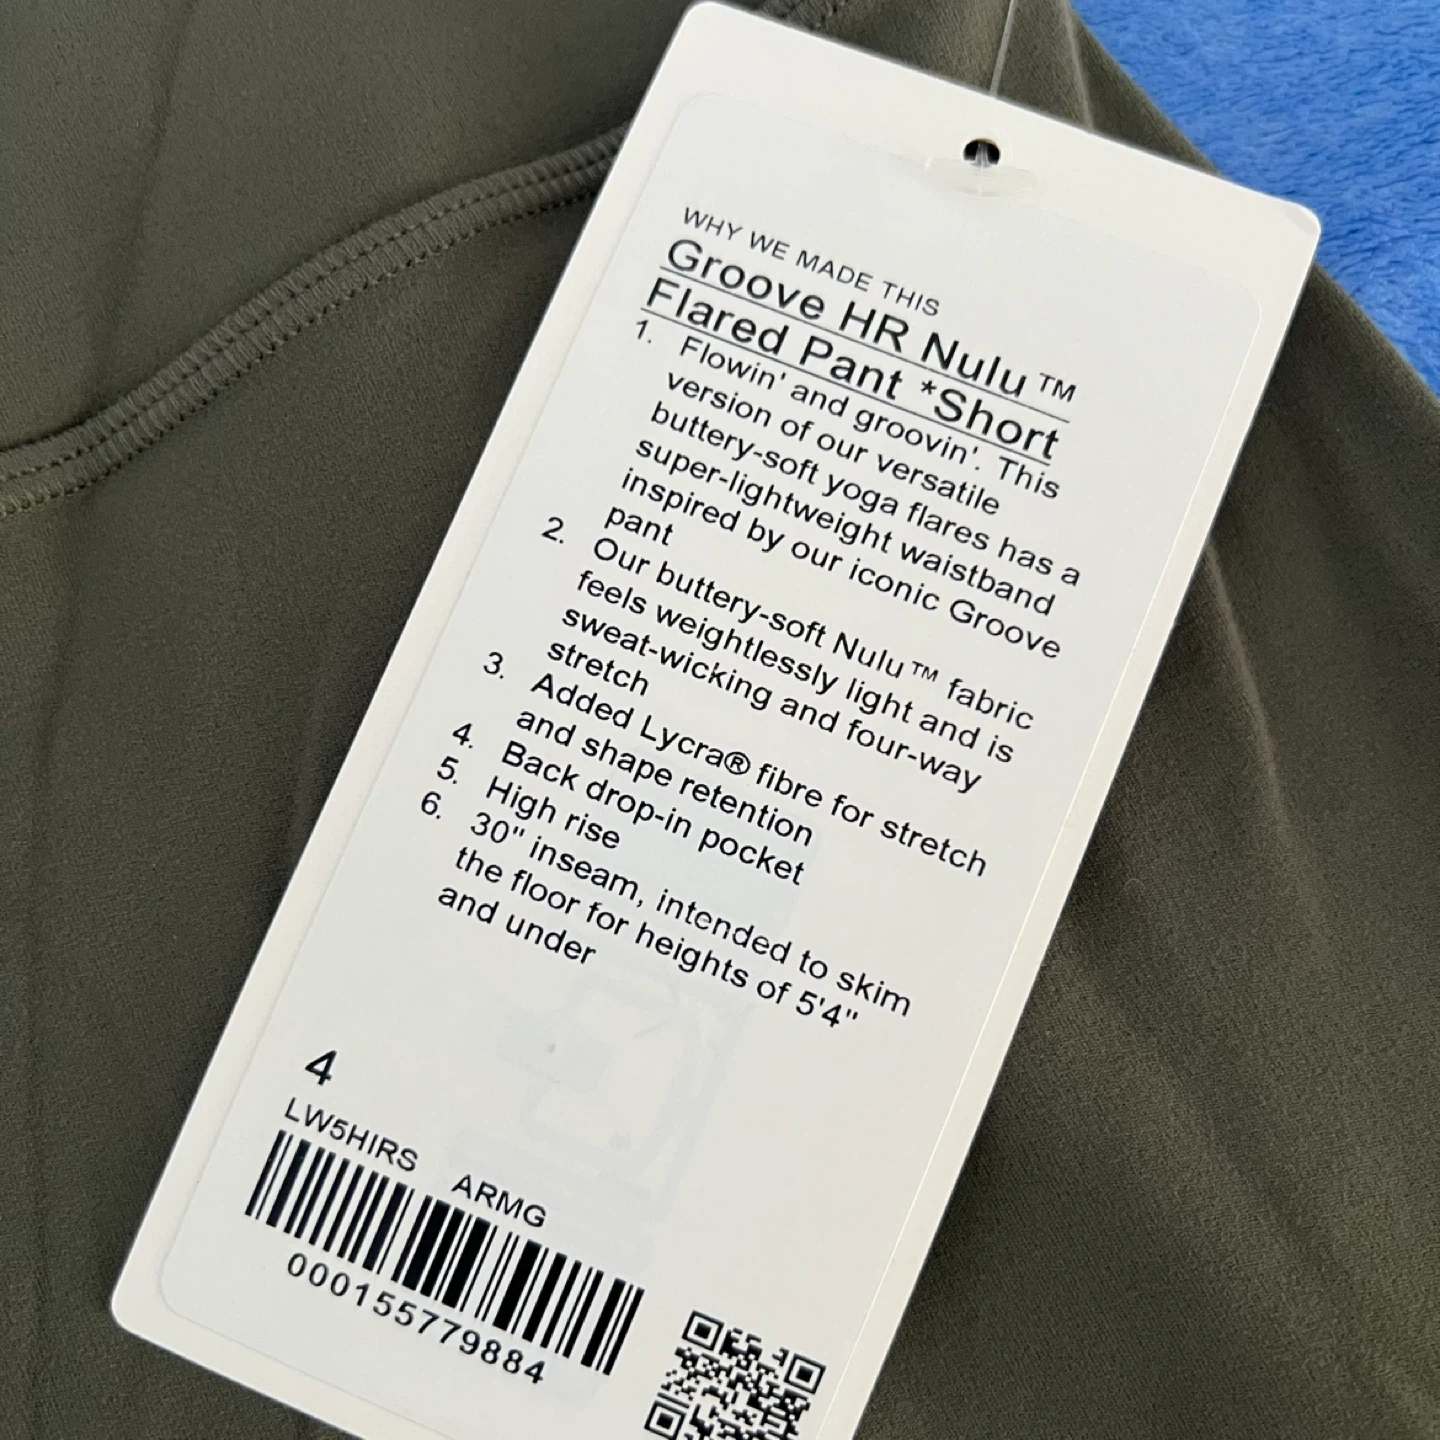 WHY WE MADE THIS
Groove HR Nulu™
Flared Pant *Short
1. Flowin' and groovin'. This
version of our versatile
buttery-soft yoga flares has a
super-lightweight waistband
inspired by our iconic Groove
pant
2. Our buttery-soft Nulu™ fabric
feels weightlessly light and is
sweat-wicking and four-way
stretch
3. Added Lycra® fibre for stretch
and shape retention
4. Back drop-in pocket
5. High rise
6. 30" inseam, intended to skim
the floor for heights of 5'4"
and under
4
LW5HIRS ARMG
000155779884